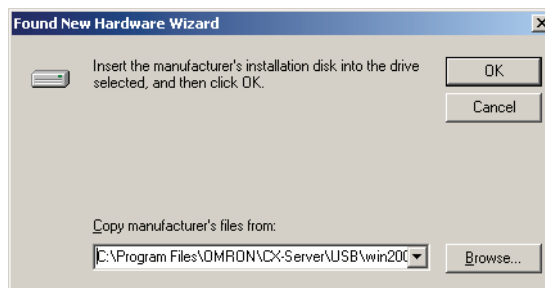 Found New Hardware Wizard
Insert the manufacturer's installation disk into the drive
selected, and then click OK.
OK
Cancel
Copy manufacturer's files from:
C:\Program Files\OMRON\CX-Server\USB\win200
Browse...